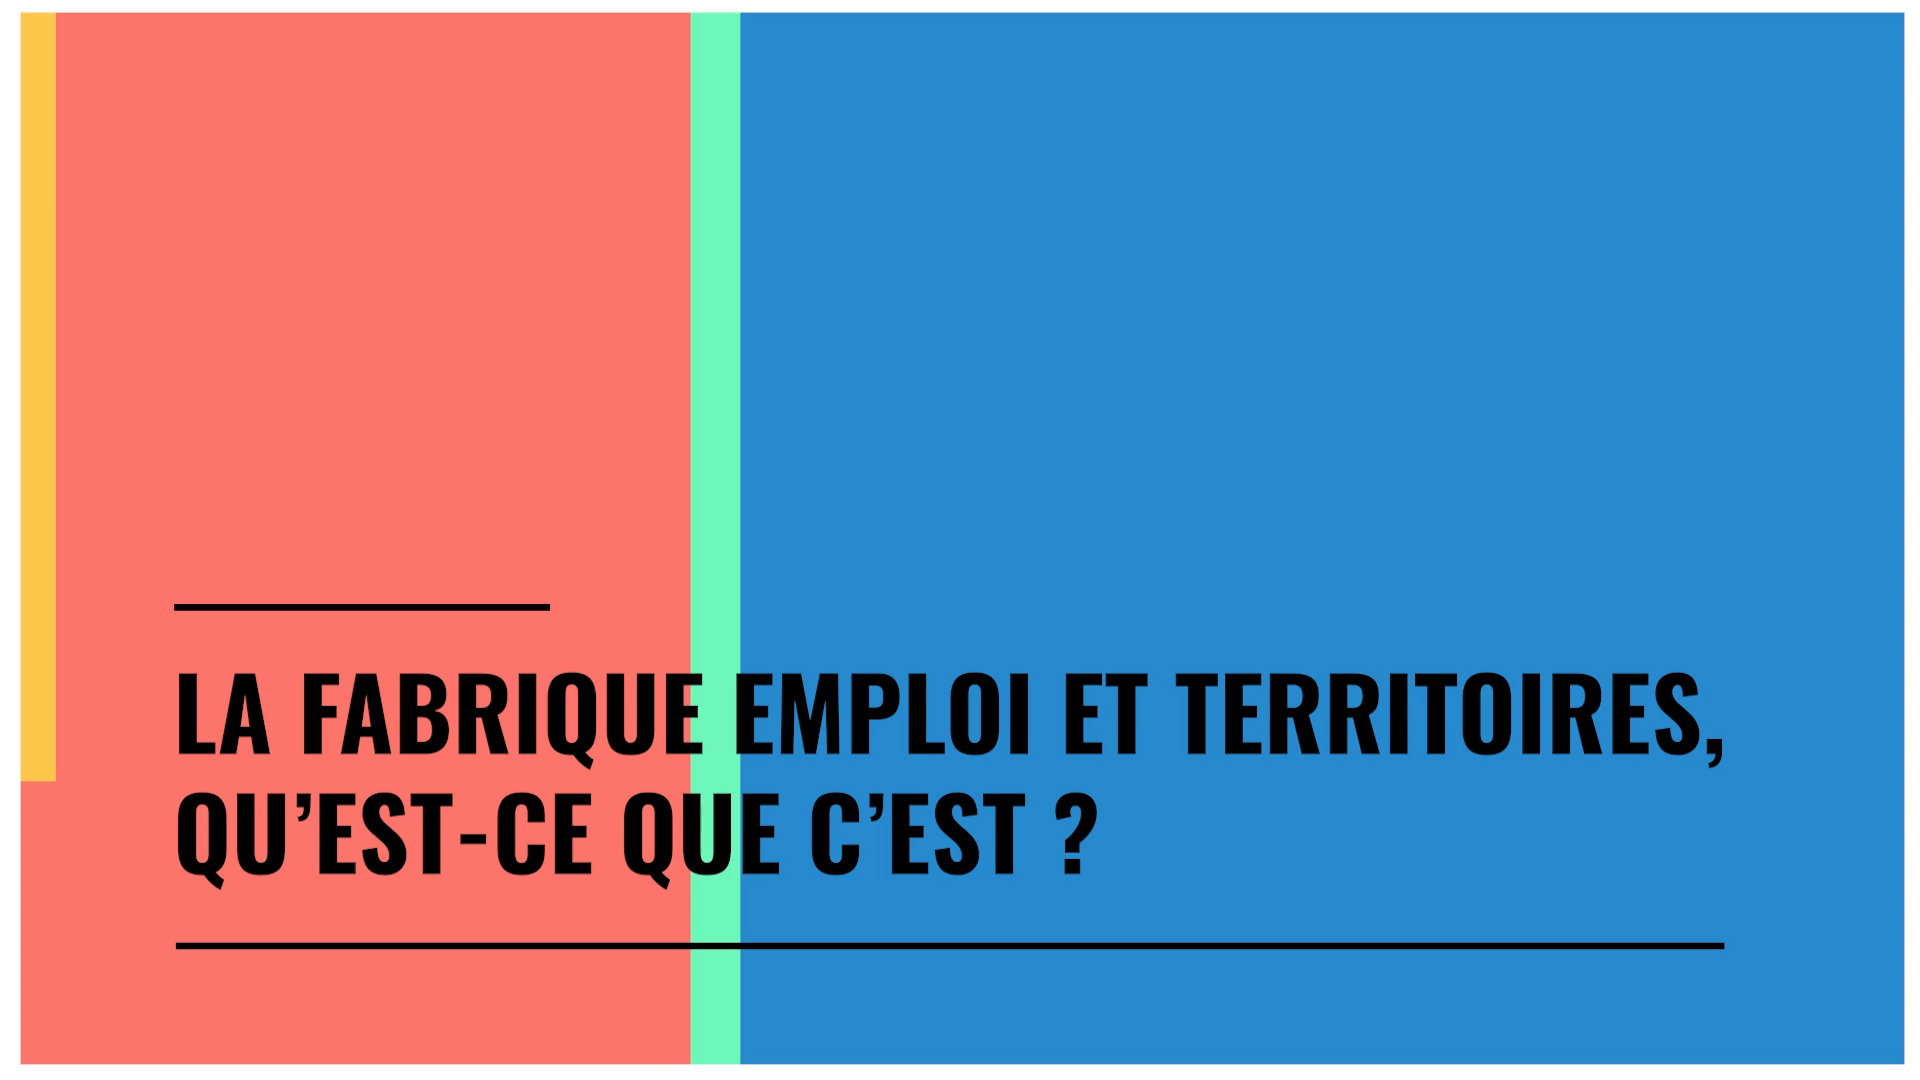 LA FABRIQUE EMPLOI ET TERRITOIRES,
QU’EST-CE QUE C’EST ?